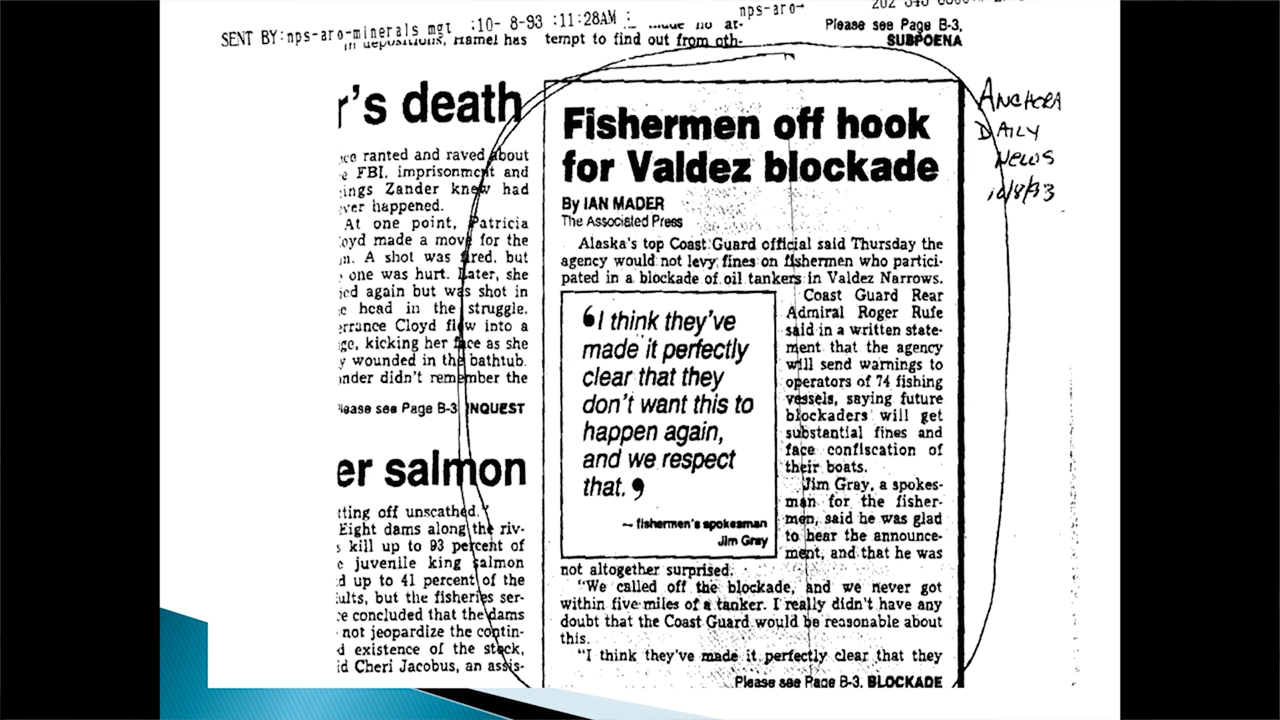 SENT BY:nps-aro-minerals mgt :10- 8-93 :11:28AM :
nps-aro→
in depositions, Hamel has
made no at-
tempt to find out from oth-
Please see Page B-3,
SUBPOENA
r's death
ranted and raved about
FBI, imprisonment and
ings Zander knew had
ver happened.
At one point, Patricia
oyd made a move for the
n. A shot was fired, but
one was hurt. Later, she
ied again but was shot in
e head in the struggle.
errance Cloyd flew into a
ge, kicking her face as she
y wounded in the bathtub.
nder didn't remember the
Please see Page B-3, INQUEST
er salmon
tting off unscathed."
Eight dams along the riv-
s kill up to 93 percent of
e juvenile king salmon
d up to 41 percent of the
ults, but the fisheries ser-
ce concluded that the dams
not jeopardize the contin-
d existence of the stock,
id Cheri Jacobus, an assis-
Fishermen off hook
for Valdez blockade
By IAN MADER
The Associated Press
Alaska's top Coast Guard official said Thursday the
agency would not levy fines on fishermen who partici-
pated in a blockade of oil tankers in Valdez Narrows.
Coast Guard Rear
Admiral Roger Rufe
said in a written state-
ment that the agency
will send warnings to
operators of 74 fishing
vessels, saying future
blockaders will get
substantial fines and
face confiscation of
their boats.
Jim Gray, a spokes-
man for the fisher-
men, said he was glad
to hear the announce-
ment, and that he was
not altogether surprised.
"We called off the blockade, and we never got
within five miles of a tanker. I really didn't have any
doubt that the Coast Guard would be reasonable about
this.
"I think they've made it perfectly clear that they
Please see Page B-3, BLOCKADE
‘I think they've
made it perfectly
clear that they
don't want this to
happen again,
and we respect
that.’
— fishermen's spokesman
Jim Gray
ANCHORA
DAILY
NEWS
10/8/93